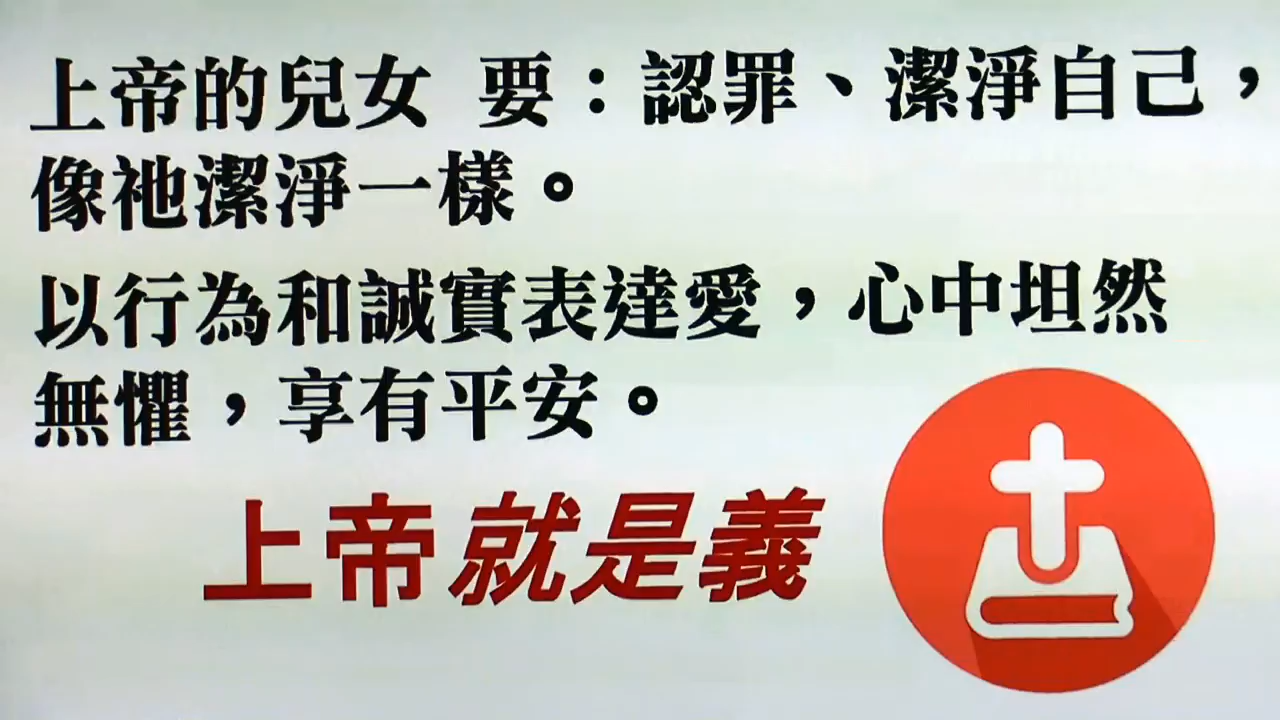 上帝的兒女 要：認罪、潔淨自己，
像祂潔淨一樣。
以行為和誠實表達愛，心中坦然
無懼，享有平安。
上帝就是義